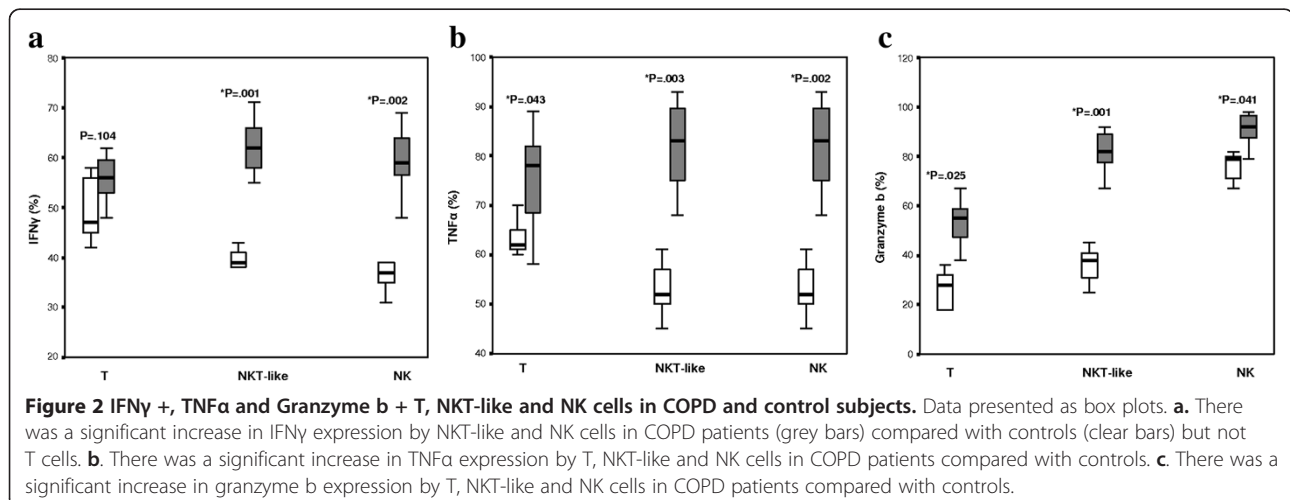 a
b
c
80
70
60
50
40
30
20
IFNγ (%)
P=.104
*P=.001
*P=.002
T NKT-like NK
100
90
80
70
60
50
40
TNFα (%)
*P=.043
*P=.003
*P=.002
T NKT-like NK
120
100
80
60
40
20
0
Granzyme b (%)
*P=.025
*P=.001
*P=.041
T NKT-like NK
Figure 2 IFNγ +, TNFα and Granzyme b + T, NKT-like and NK cells in COPD and control subjects. Data presented as box plots. a. There
was a significant increase in IFNγ expression by NKT-like and NK cells in COPD patients (grey bars) compared with controls (clear bars) but not
T cells. b. There was a significant increase in TNFα expression by T, NKT-like and NK cells in COPD patients compared with controls. c. There was a
significant increase in granzyme b expression by T, NKT-like and NK cells in COPD patients compared with controls.